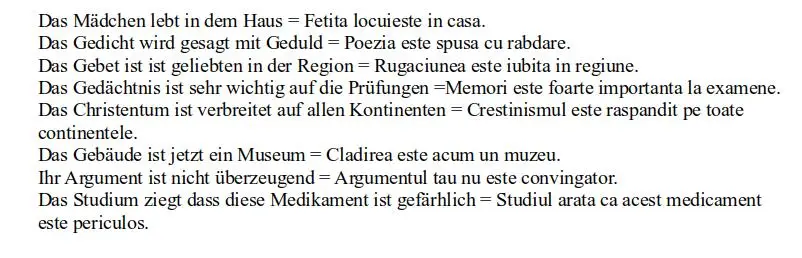 Das Mädchen lebt in dem Haus = Fetita locuieste in casa.
Das Gedicht wird gesagt mit Geduld = Poezia este spusa cu rabdare.
Das Gebet ist ist geliebten in der Region = Rugaciunea este iubita in regiune.
Das Gedächtnis ist sehr wichtig auf die Prüfungen =Memori este foarte importanta la examene.
Das Christentum ist verbreitet auf allen Kontinenten = Crestinismul este raspandit pe toate
continentele.
Das Gebäude ist jetzt ein Museum = Cladirea este acum un muzeu.
Ihr Argument ist nicht überzeugend = Argumentul tau nu este convingator.
Das Studium ziegt dass diese Medikament ist gefärhlich = Studiul arata ca acest medicament
este periculos.